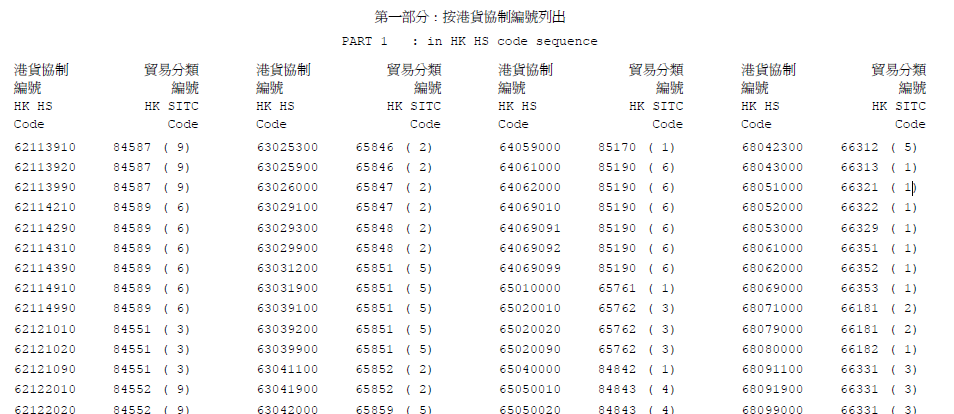 第一部分：按港貨協制編號列出
PART 1   : in HK HS code sequence
港貨協制 貿易分類 港貨協制 貿易分類 港貨協制 貿易分類 港貨協制 貿易分類
編號 編號 編號 編號 編號 編號 編號 編號
HK HS HK SITC HK HS HK SITC HK HS HK SITC HK HS HK SITC
Code Code Code Code Code Code Code Code
62113910 84587 ( 9) 63025300 65846 ( 2) 64059000 85170 ( 1) 68042300 66312 ( 5)
62113920 84587 ( 9) 63025900 65846 ( 2) 64061000 85190 ( 6) 68043000 66313 ( 1)
62113990 84587 ( 9) 63026000 65847 ( 2) 64062000 85190 ( 6) 68051000 66321 ( 1)
62114210 84589 ( 6) 63029100 65847 ( 2) 64069010 85190 ( 6) 68052000 66322 ( 1)
62114290 84589 ( 6) 63029300 65848 ( 2) 64069091 85190 ( 6) 68053000 66329 ( 1)
62114310 84589 ( 6) 63029900 65848 ( 2) 64069092 85190 ( 6) 68061000 66351 ( 1)
62114390 84589 ( 6) 63031200 65851 ( 5) 64069099 85190 ( 6) 68062000 66352 ( 1)
62114910 84589 ( 6) 63031900 65851 ( 5) 65010000 65761 ( 1) 68069000 66353 ( 1)
62114990 84589 ( 6) 63039100 65851 ( 5) 65020010 65762 ( 3) 68071000 66181 ( 2)
62121010 84551 ( 3) 63039200 65851 ( 5) 65020020 65762 ( 3) 68079000 66181 ( 2)
62121020 84551 ( 3) 63039900 65851 ( 5) 65020090 65762 ( 3) 68080000 66182 ( 1)
62121090 84551 ( 3) 63041100 65852 ( 2) 65040000 84842 ( 1) 68091100 66331 ( 3)
62122010 84552 ( 9) 63041900 65852 ( 2) 65050010 84843 ( 4) 68091900 66331 ( 3)
62122020 84552 ( 9) 63042000 65859 ( 5) 65050020 84843 ( 4) 68099000 66331 ( 3)